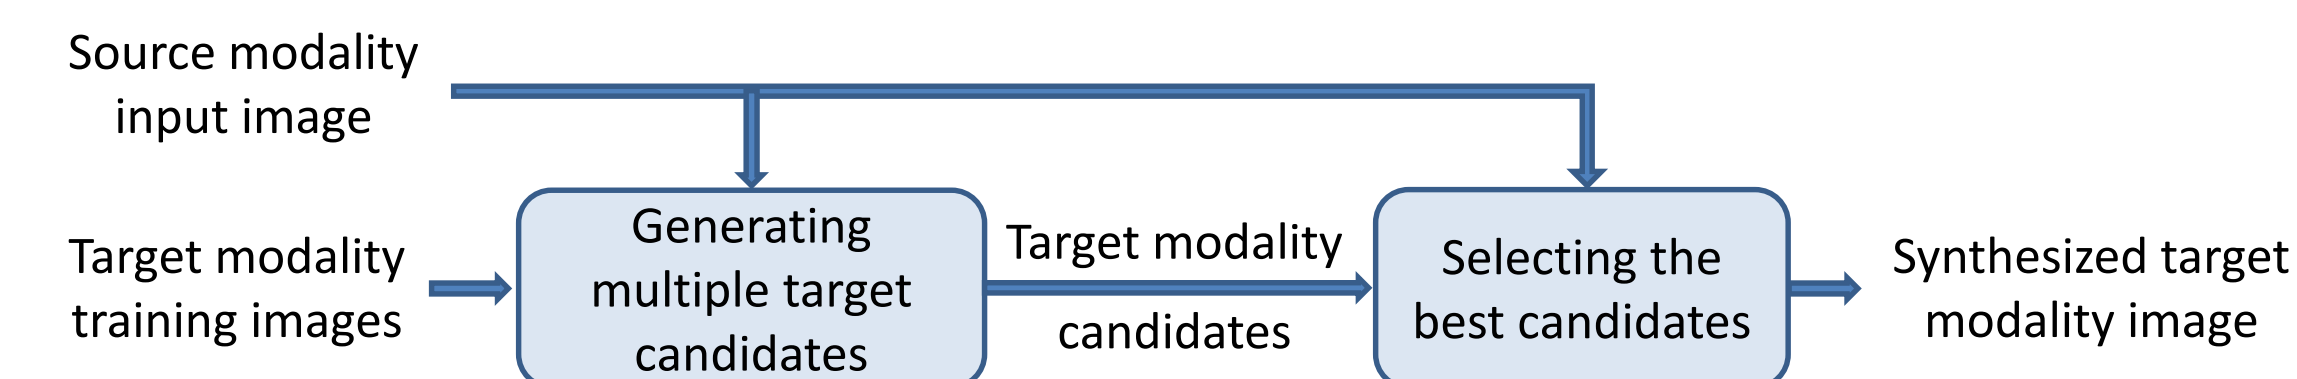 Source modality
input image
Target modality
training images
Generating
multiple target
candidates
Target modality
candidates
Selecting the
best candidates
Synthesized target
modality image